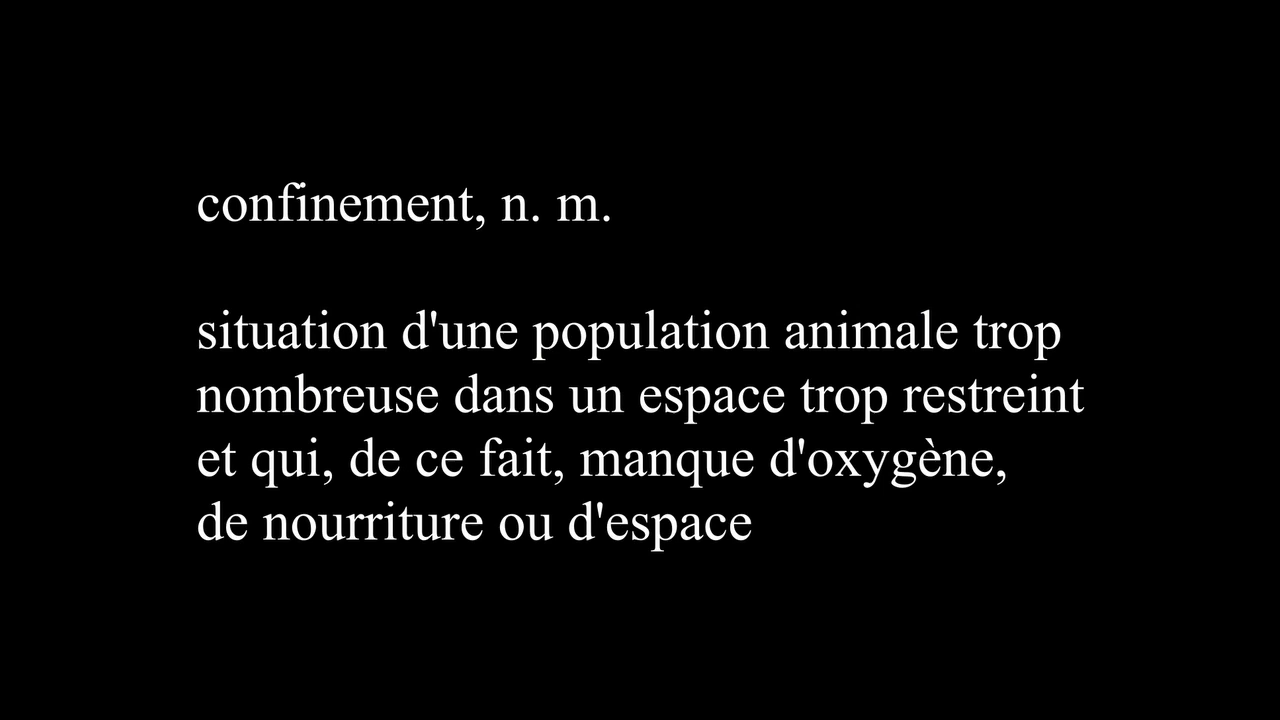 confinement, n. m.
situation d'une population animale trop
nombreuse dans un espace trop restreint
et qui, de ce fait, manque d'oxygène,
de nourriture ou d'espace